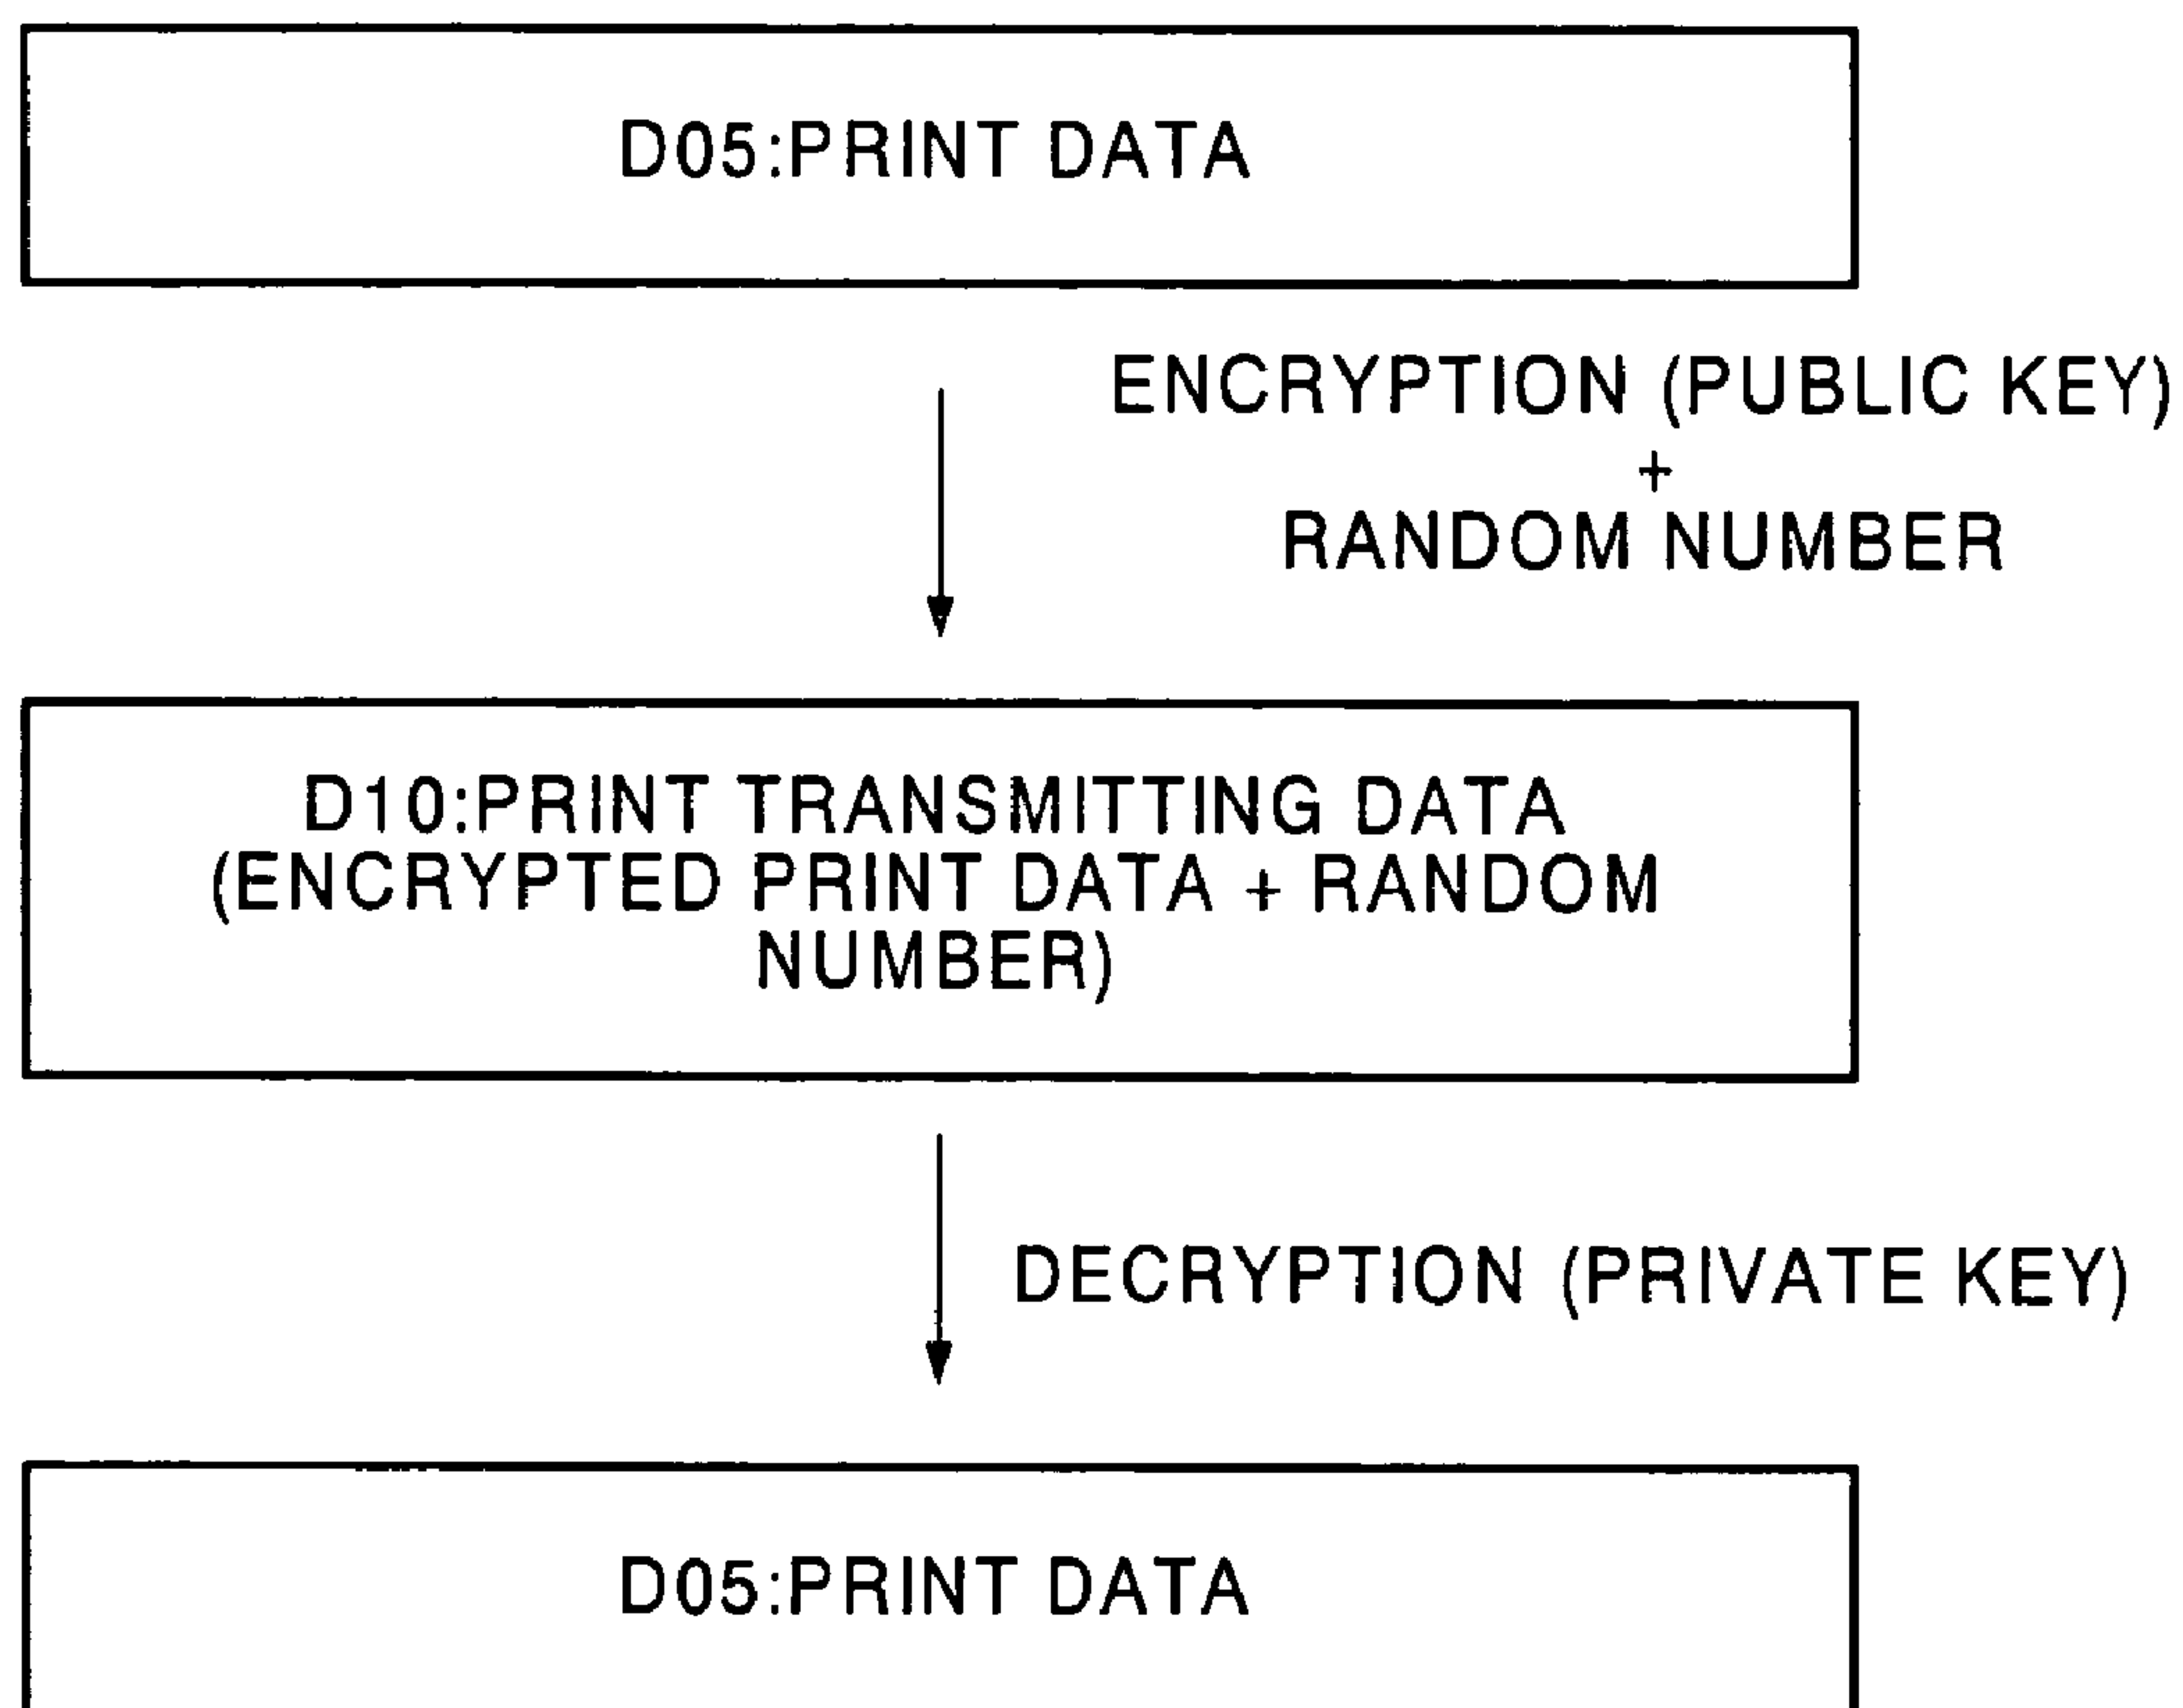 D05:PRINT DATA
ENCRYPTION (PUBLIC KEY)
+
RANDOM NUMBER
D10:PRINT TRANSMITTING DATA
(ENCRYPTED PRINT DATA + RANDOM
NUMBER)
DECRYPTION (PRIVATE KEY)
D05:PRINT DATA